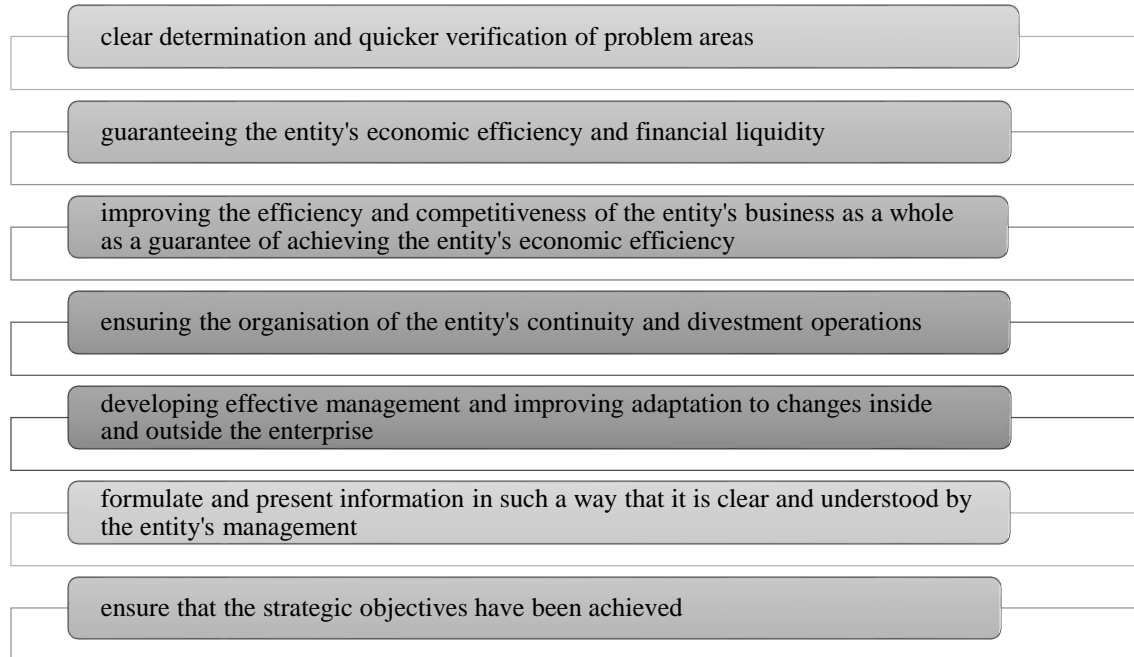 clear determination and quicker verification of problem areas
guaranteeing the entity's economic efficiency and financial liquidity
improving the efficiency and competitiveness of the entity's business as a whole
as a guarantee of achieving the entity's economic efficiency
ensuring the organisation of the entity's continuity and divestment operations
developing effective management and improving adaptation to changes inside
and outside the enterprise
formulate and present information in such a way that it is clear and understood by
the entity's management
ensure that the strategic objectives have been achieved